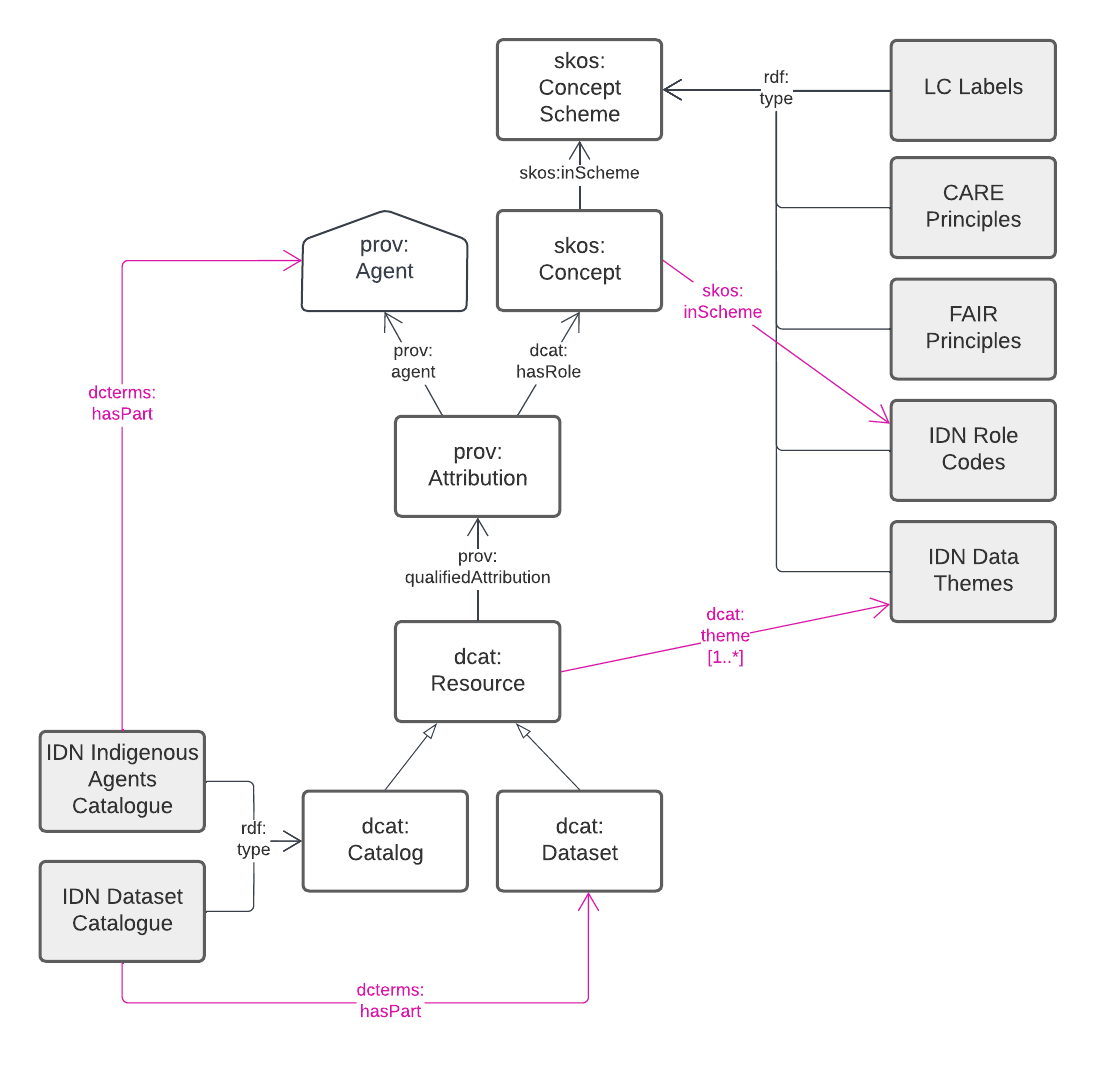 skos:
Concept
Scheme
rdf:
type
LC Labels
skos:inScheme
CARE
Principles
prov:
Agent
skos:
Concept
skos:
inScheme
FAIR
Principles
prov:
agent
dcat:
hasRole
dcterms:
hasPart
IDN Role
Codes
prov:
Attribution
prov:
qualifiedAttribution
IDN Data
Themes
dcat:
theme
[1..*]
dcat:
Resource
IDN Indigenous
Agents
Catalogue
rdf:
type
dcat:
Catalog
dcat:
Dataset
IDN Dataset
Catalogue
dcterms:
hasPart